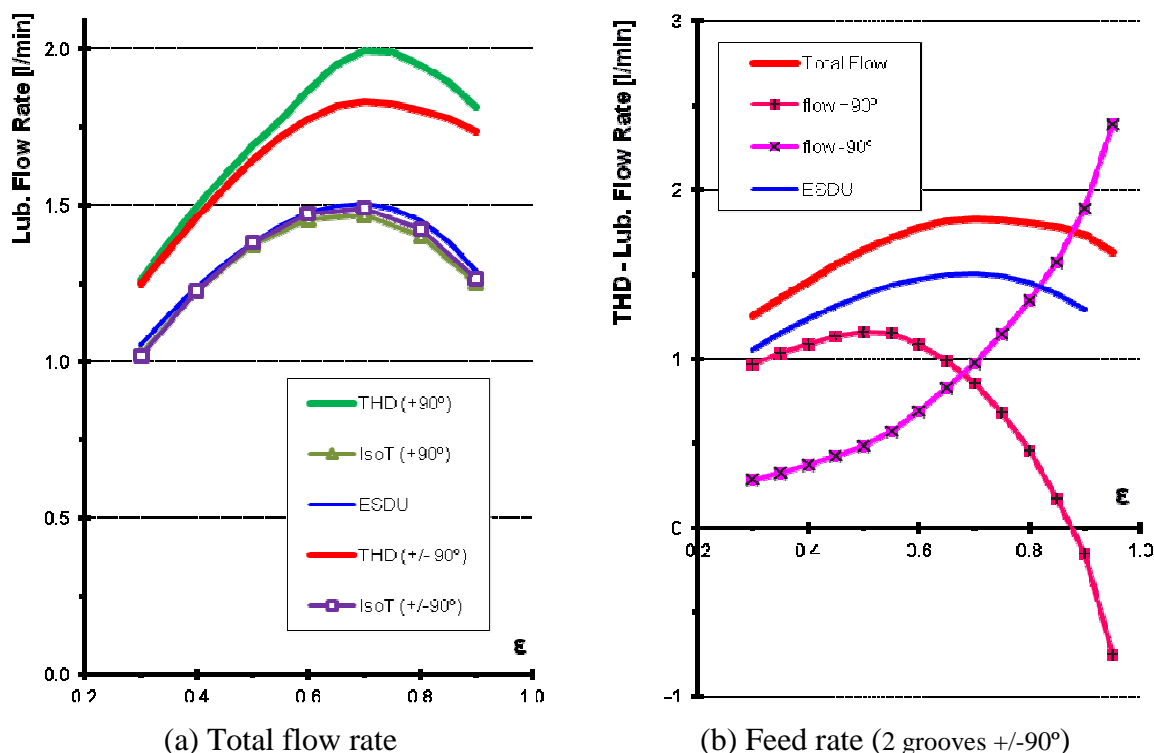 Lub. Flow Rate [l/min]
2.0
1.5
1.0
0.5
0.0
0.2
0.4
0.6
0.8
1.0
THD (+90º)
IsoT (+90º)
ESDU
THD (+/- 90º)
IsoT (+/-90º)
ε
(a) Total flow rate
THD - Lub. Flow Rate [l/min]
3
2
1
0
-1
0.2
0.4
0.6
0.8
1.0
Total Flow
flow +90º
flow -90º
ESDU
ε
(b) Feed rate (2 grooves +/-90º)